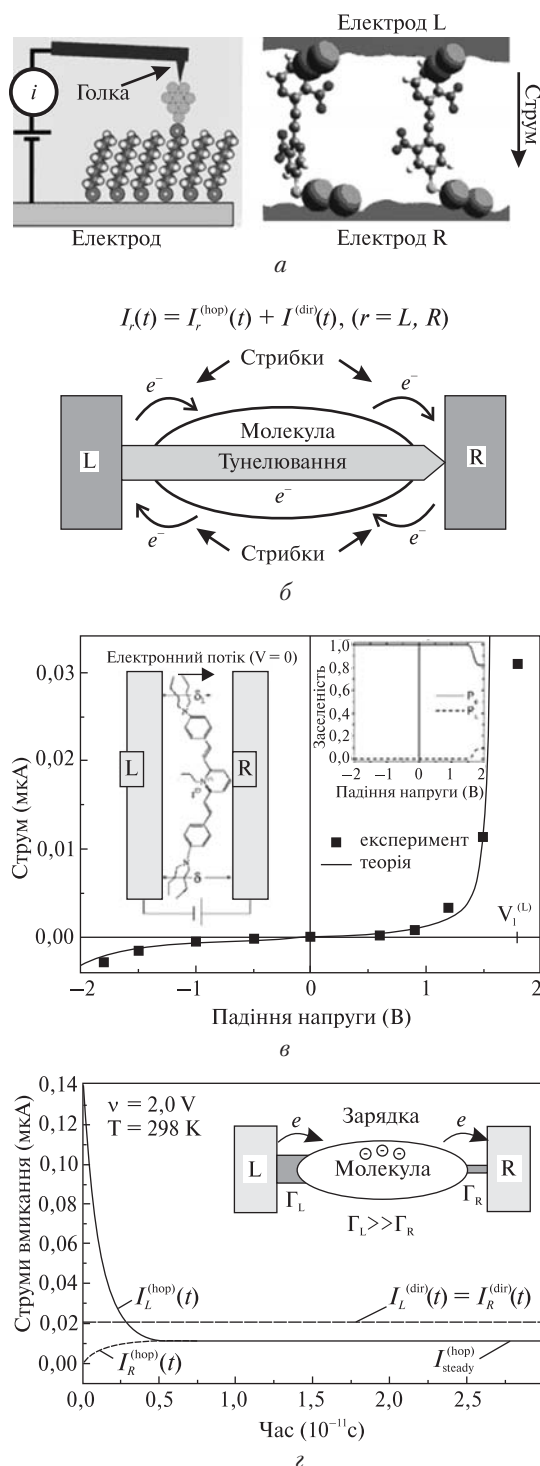 Електрод L
Голка
i
Струм
Електрод
Електрод R
а
I_r(t) = I_r^(hop)(t) + I^(dir)(t), (r = L, R)
Стрибки
e⁻ e⁻
Молекула
L Тунелювання R
e⁻
e⁻ e⁻
Стрибки
б
Струм (мкА)
0,03
0,02
0,01
0,00
Електронний потік (V = 0)
L R
δ
Заселеність
1,0
0,8
0,6
0,4
0,2
0,0
−2 −1 0 1 2
Падіння напруги (В)
експеримент
теорія
V₁^(L)
−2 −1 0 1 2
Падіння напруги (В)
в
Струми вмикання (мкА)
0,14
0,10
0,08
0,06
0,04
0,02
0,00
ν = 2,0 V
T = 298 K
e Зарядка e
L Молекула R
Γ_L Γ_R
Γ_L>>Γ_R
I_L^(hop)(t)
I_L^(dir)(t) = I_R^(dir)(t)
I_R^(hop)(t)
I_steady^(hop)
0,0 0,5 1,0 1,5 2,0 2,5
Час (10⁻¹¹с)
г